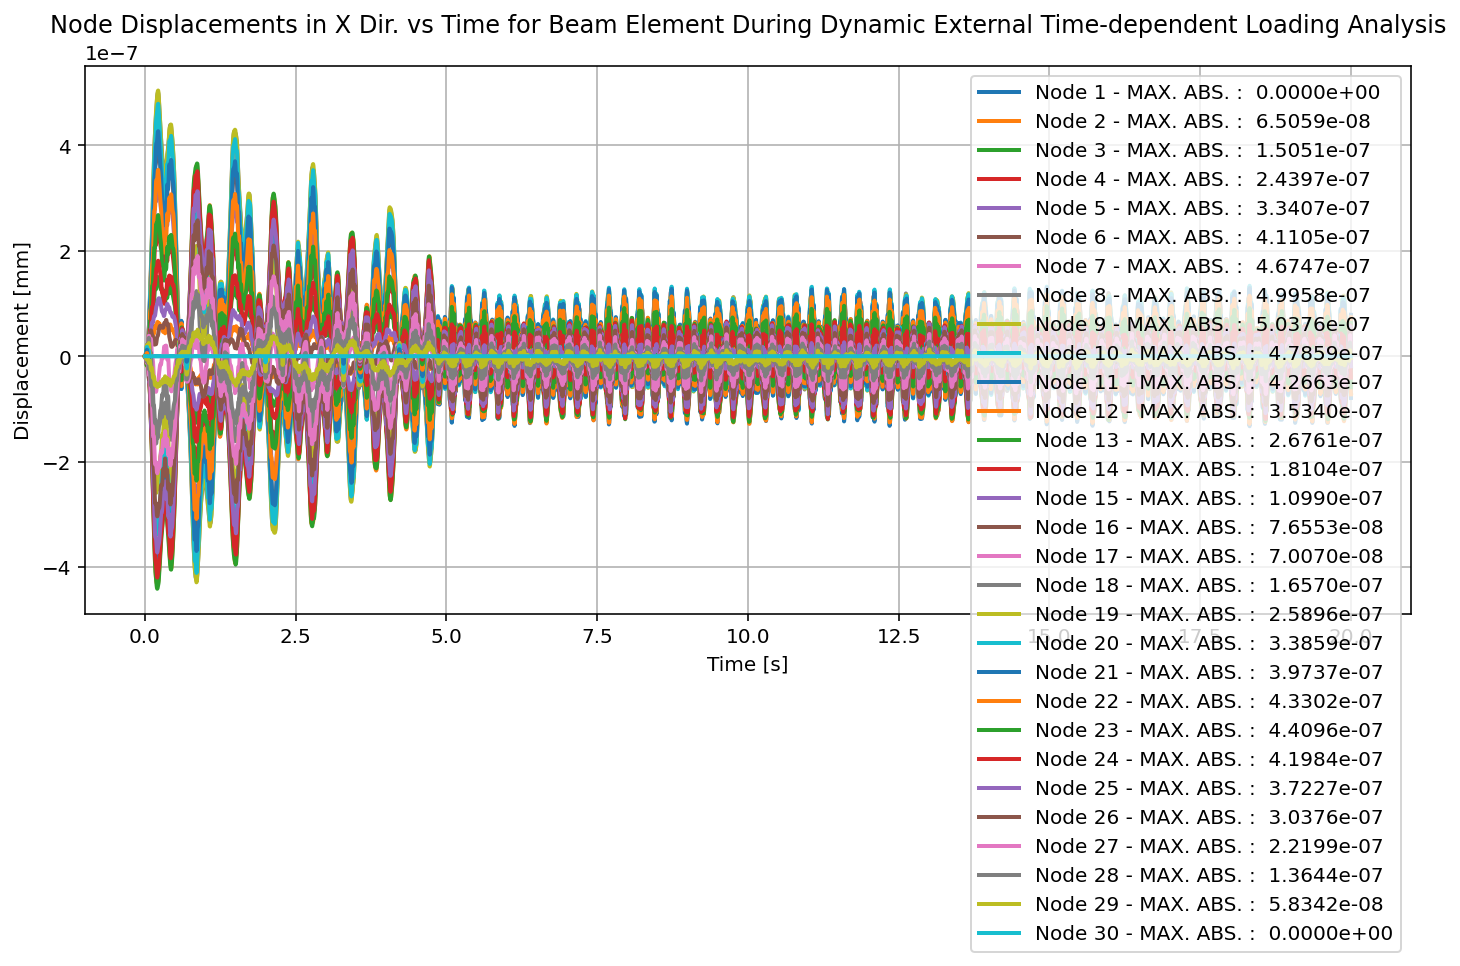 Node Displacements in X Dir. vs Time for Beam Element During Dynamic External Time-dependent Loading Analysis
1e−7
Node 1 - MAX. ABS. : 0.0000e+00
Node 2 - MAX. ABS. : 6.5059e-08
Node 3 - MAX. ABS. : 1.5051e-07
Node 4 - MAX. ABS. : 2.4397e-07
Node 5 - MAX. ABS. : 3.3407e-07
Node 6 - MAX. ABS. : 4.1105e-07
Node 7 - MAX. ABS. : 4.6747e-07
Node 8 - MAX. ABS. : 4.9958e-07
Node 9 - MAX. ABS. : 5.0376e-07
Node 10 - MAX. ABS. : 4.7859e-07
Node 11 - MAX. ABS. : 4.2663e-07
Node 12 - MAX. ABS. : 3.5340e-07
Node 13 - MAX. ABS. : 2.6761e-07
Node 14 - MAX. ABS. : 1.8104e-07
Node 15 - MAX. ABS. : 1.0990e-07
Node 16 - MAX. ABS. : 7.6553e-08
Node 17 - MAX. ABS. : 7.0070e-08
Node 18 - MAX. ABS. : 1.6570e-07
Node 19 - MAX. ABS. : 2.5896e-07
Node 20 - MAX. ABS. : 3.3859e-07
Node 21 - MAX. ABS. : 3.9737e-07
Node 22 - MAX. ABS. : 4.3302e-07
Node 23 - MAX. ABS. : 4.4096e-07
Node 24 - MAX. ABS. : 4.1984e-07
Node 25 - MAX. ABS. : 3.7227e-07
Node 26 - MAX. ABS. : 3.0376e-07
Node 27 - MAX. ABS. : 2.2199e-07
Node 28 - MAX. ABS. : 1.3644e-07
Node 29 - MAX. ABS. : 5.8342e-08
Node 30 - MAX. ABS. : 0.0000e+00
4
2
0
−2
−4
Displacement [mm]
0.0 2.5 5.0 7.5 10.0 12.5 15.0 17.5 20.0
Time [s]